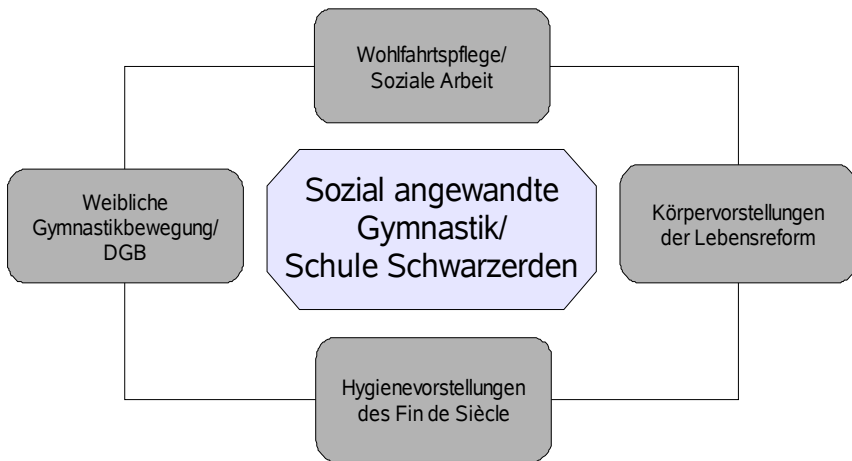 Wohlfahrtspflege/
Soziale Arbeit
Weibliche
Gymnastikbewegung/
DGB
Sozial angewandte
Gymnastik/
Schule Schwarzerden
Körpervorstellungen
der Lebensreform
Hygienevorstellungen
des Fin de Siècle